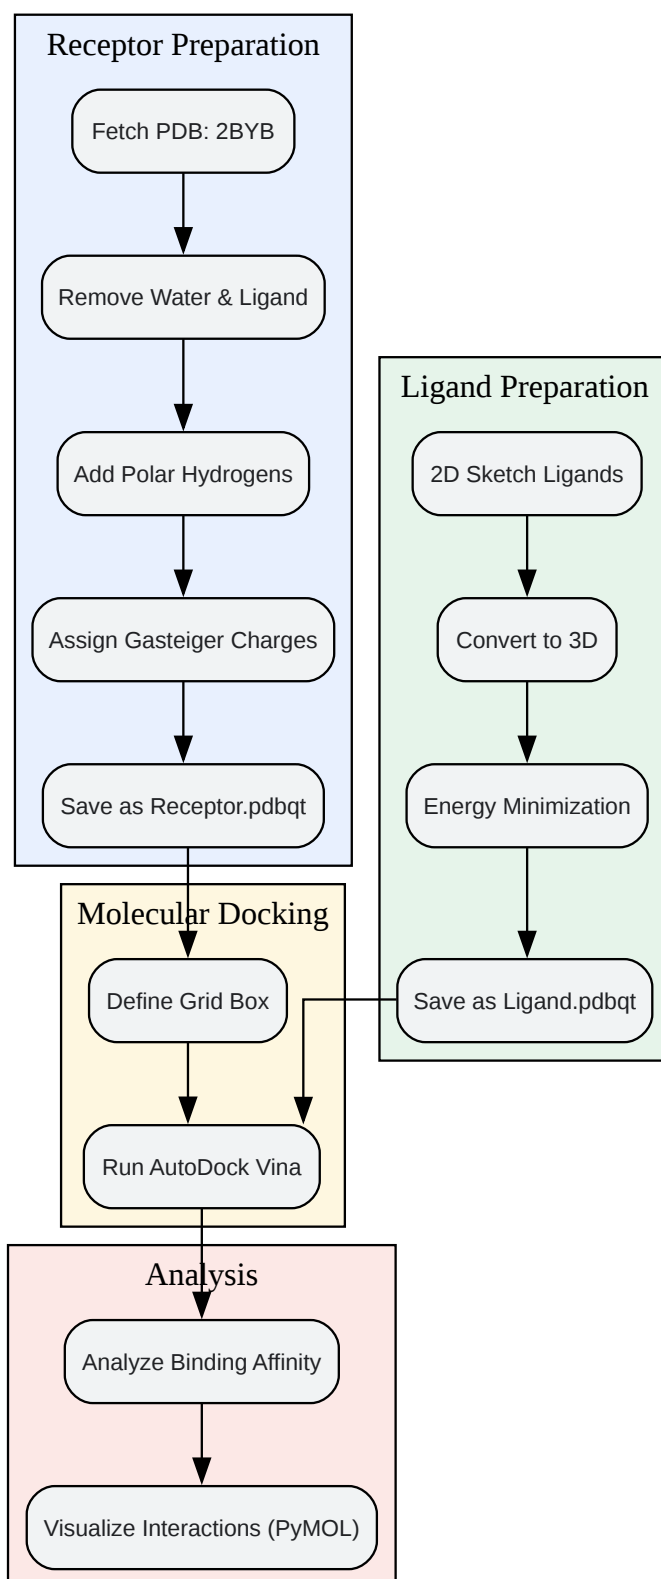 Receptor Preparation
Fetch PDB: 2BYB
Remove Water & Ligand
Add Polar Hydrogens
Assign Gasteiger Charges
Save as Receptor.pdbqt
Ligand Preparation
2D Sketch Ligands
Convert to 3D
Energy Minimization
Save as Ligand.pdbqt
Molecular Docking
Define Grid Box
Run AutoDock Vina
Analysis
Analyze Binding Affinity
Visualize Interactions (PyMOL)